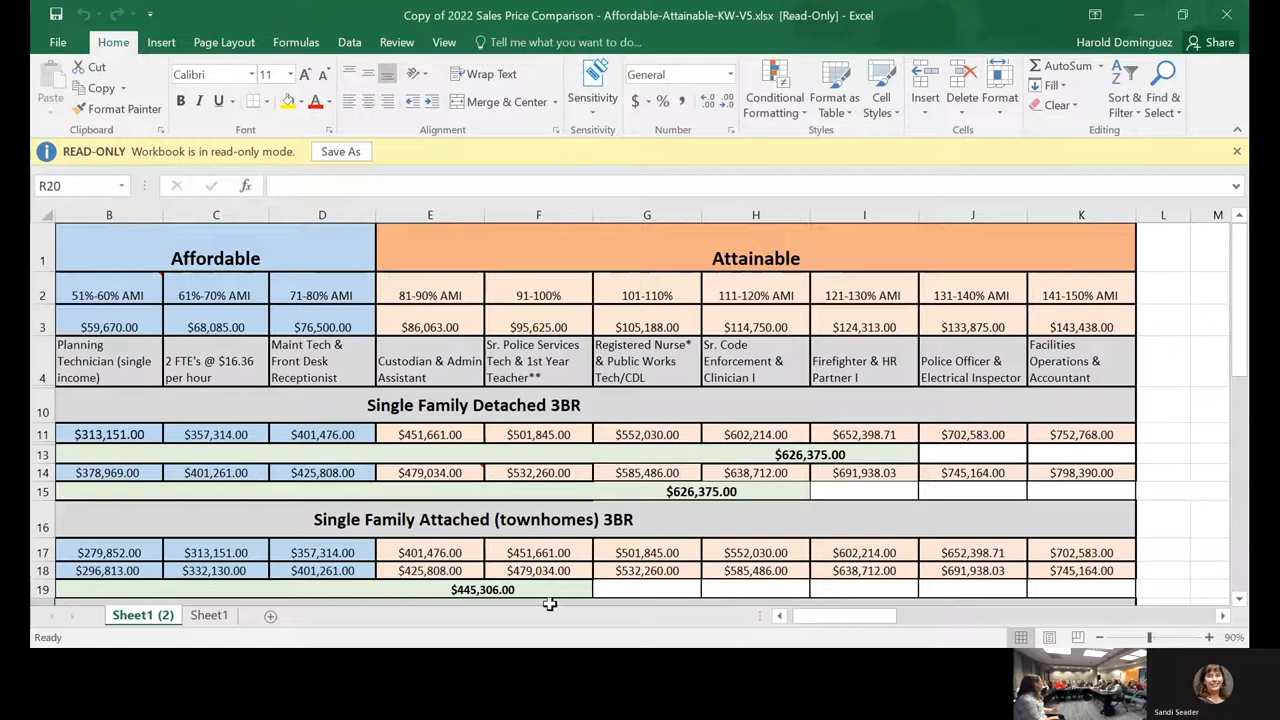 Copy of 2022 Sales Price Comparison - Affordable-Attainable-KW-V5.xlsx [Read-Only] - Excel
File Home Insert Page Layout Formulas Data Review View Tell me what you want to do... Harold Dominguez Share
Cut
Copy
Format Painter
Paste
Calibri 11
B I U
Wrap Text
Merge & Center
Sensitivity
General
$ % ,
Conditional Formatting
Format as Table
Cell Styles
Insert Delete Format
AutoSum
Fill
Clear
Sort & Filter
Find & Select
Clipboard Font Alignment Sensitivity Number Styles Cells Editing
READ-ONLY Workbook is in read-only mode. Save As
R20 fx
B C D E F G H I J K L M
1 Affordable Attainable
2 51%-60% AMI 61%-70% AMI 71-80% AMI 81-90% AMI 91-100% 101-110% 111-120% AMI 121-130% AMI 131-140% AMI 141-150% AMI
3 $59,670.00 $68,085.00 $76,500.00 $86,063.00 $95,625.00 $105,188.00 $114,750.00 $124,313.00 $133,875.00 $143,438.00
4 Planning Technician (single income) 2 FTE's @ $16.36 per hour Maint Tech & Front Desk Receptionist Custodian & Admin Assistant Sr. Police Services Tech & 1st Year Teacher** Registered Nurse* & Public Works Tech/CDL Sr. Code Enforcement & Clinician I Firefighter & HR Partner I Police Officer & Electrical Inspector Facilities Operations & Accountant
10 Single Family Detached 3BR
11 $313,151.00 $357,314.00 $401,476.00 $451,661.00 $501,845.00 $552,030.00 $602,214.00 $652,398.71 $702,583.00 $752,768.00
13 $626,375.00
14 $378,969.00 $401,261.00 $425,808.00 $479,034.00 $532,260.00 $585,486.00 $638,712.00 $691,938.03 $745,164.00 $798,390.00
15 $626,375.00
16 Single Family Attached (townhomes) 3BR
17 $279,852.00 $313,151.00 $357,314.00 $401,476.00 $451,661.00 $501,845.00 $552,030.00 $602,214.00 $652,398.71 $702,583.00
18 $296,813.00 $332,130.00 $401,261.00 $425,808.00 $479,034.00 $532,260.00 $585,486.00 $638,712.00 $691,938.03 $745,164.00
19 $445,306.00
Sheet1 (2) Sheet1
Ready 90%
Sandi Seader